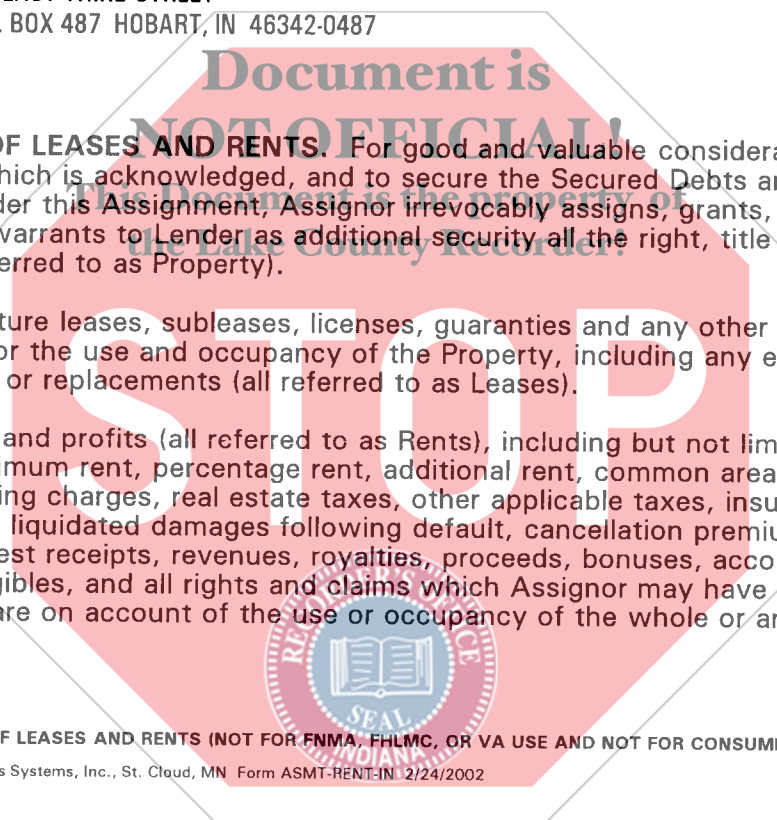 . BOX 487 HOBART, IN 46342-0487
Document is
NOT OFFICIAL!
OF LEASES AND RENTS. For good and valuable considera
which is acknowledged, and to secure the Secured Debts an
der this Assignment, Assignor irrevocably assigns, grants,
This Document is the property of
warrants to Lender as additional security all the right, title
the Lake County Recorder!
erred to as Property).
ture leases, subleases, licenses, guaranties and any other
or the use and occupancy of the Property, including any e
or replacements (all referred to as Leases).
STOP
and profits (all referred to as Rents), including but not lim
imum rent, percentage rent, additional rent, common area
ing charges, real estate taxes, other applicable taxes, insu
liquidated damages following default, cancellation premiu
est receipts, revenues, royalties, proceeds, bonuses, acco
gibles, and all rights and claims which Assignor may have
are on account of the use or occupancy of the whole or an
RECORDER'S OFFICE
SEAL
INDIANA
F LEASES AND RENTS (NOT FOR FNMA, FHLMC, OR VA USE AND NOT FOR CONSUM
s Systems, Inc., St. Cloud, MN Form ASMT-RENT-IN 2/24/2002